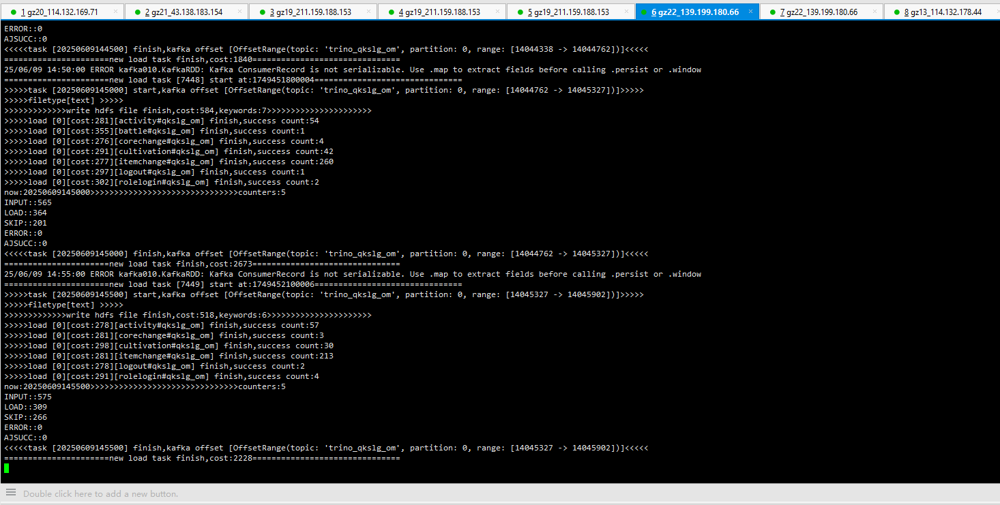 1 gz20_114.132.169.71 × 2 gz21_43.138.183.154 × 3 gz19_211.159.188.153 × 4 gz19_211.159.188.153 × 5 gz19_211.159.188.153 × 6 gz22_139.199.180.66 × 7 gz22_139.199.180.66 × 8 gz13_114.132.178.44
ERROR::0
AJSUCC::0
<<<<<task [20250609144500] finish,kafka offset [OffsetRange(topic: 'trino_qkslg_om', partition: 0, range: [14044338 -> 14044762])]<<<<<
======================new load task finish,cost:1840===============================
25/06/09 14:50:00 ERROR kafka010.KafkaRDD: Kafka ConsumerRecord is not serializable. Use .map to extract fields before calling .persist or .window
======================new load task [7448] start at:1749451800004===============================
>>>>>task [20250609145000] start,kafka offset [OffsetRange(topic: 'trino_qkslg_om', partition: 0, range: [14044762 -> 14045327])]>>>>>
>>>>>filetype[text] >>>>>
>>>>>>>>>>>>>write hdfs file finish,cost:584,keywords:7>>>>>>>>>>>>>>>>>>>>>>
>>>>>load [0][cost:281][activity#qkslg_om] finish,success count:54
>>>>>load [0][cost:355][battle#qkslg_om] finish,success count:1
>>>>>load [0][cost:276][corechange#qkslg_om] finish,success count:4
>>>>>load [0][cost:291][cultivation#qkslg_om] finish,success count:42
>>>>>load [0][cost:277][itemchange#qkslg_om] finish,success count:260
>>>>>load [0][cost:297][logout#qkslg_om] finish,success count:1
>>>>>load [0][cost:302][rolelogin#qkslg_om] finish,success count:2
now:20250609145000>>>>>>>>>>>>>>>>>>>>>>>>>>>>>>>counters:5
INPUT::565
LOAD::364
SKIP::201
ERROR::0
AJSUCC::0
<<<<<task [20250609145000] finish,kafka offset [OffsetRange(topic: 'trino_qkslg_om', partition: 0, range: [14044762 -> 14045327])]<<<<<
======================new load task finish,cost:2673===============================
25/06/09 14:55:00 ERROR kafka010.KafkaRDD: Kafka ConsumerRecord is not serializable. Use .map to extract fields before calling .persist or .window
======================new load task [7449] start at:1749452100006===============================
>>>>>task [20250609145500] start,kafka offset [OffsetRange(topic: 'trino_qkslg_om', partition: 0, range: [14045327 -> 14045902])]>>>>>
>>>>>filetype[text] >>>>>
>>>>>>>>>>>>>write hdfs file finish,cost:518,keywords:6>>>>>>>>>>>>>>>>>>>>>>
>>>>>load [0][cost:278][activity#qkslg_om] finish,success count:57
>>>>>load [0][cost:281][corechange#qkslg_om] finish,success count:3
>>>>>load [0][cost:298][cultivation#qkslg_om] finish,success count:30
>>>>>load [0][cost:281][itemchange#qkslg_om] finish,success count:213
>>>>>load [0][cost:278][logout#qkslg_om] finish,success count:2
>>>>>load [0][cost:291][rolelogin#qkslg_om] finish,success count:4
now:20250609145500>>>>>>>>>>>>>>>>>>>>>>>>>>>>>>>counters:5
INPUT::575
LOAD::309
SKIP::266
ERROR::0
AJSUCC::0
<<<<<task [20250609145500] finish,kafka offset [OffsetRange(topic: 'trino_qkslg_om', partition: 0, range: [14045327 -> 14045902])]<<<<<
======================new load task finish,cost:2228===============================
Double click here to add a new button.